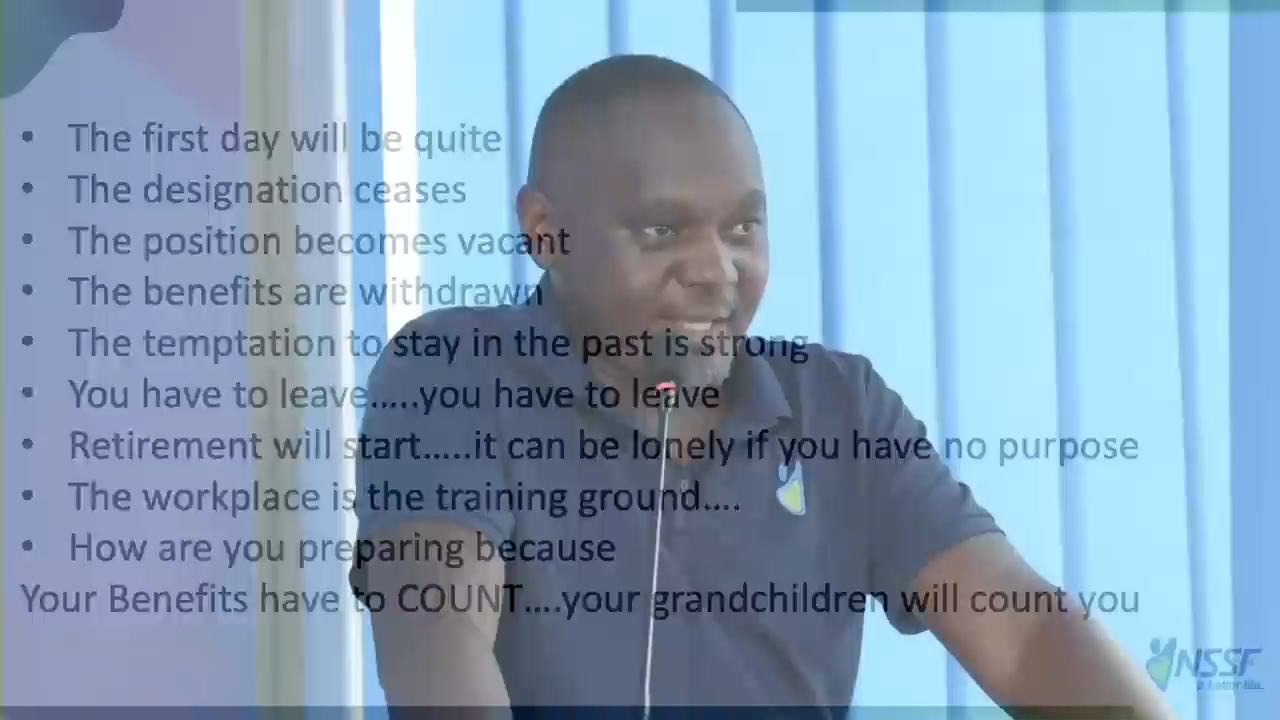 • The first day will be quite
• The designation ceases
• The position becomes vacant
• The benefits are withdrawn
• The temptation to stay in the past is strong
• You have to leave…..you have to leave
• Retirement will start…..it can be lonely if you have no purpose
• The workplace is the training ground….
• How are you preparing because
Your Benefits have to COUNT….your grandchildren will count you
NSSF
a better life.